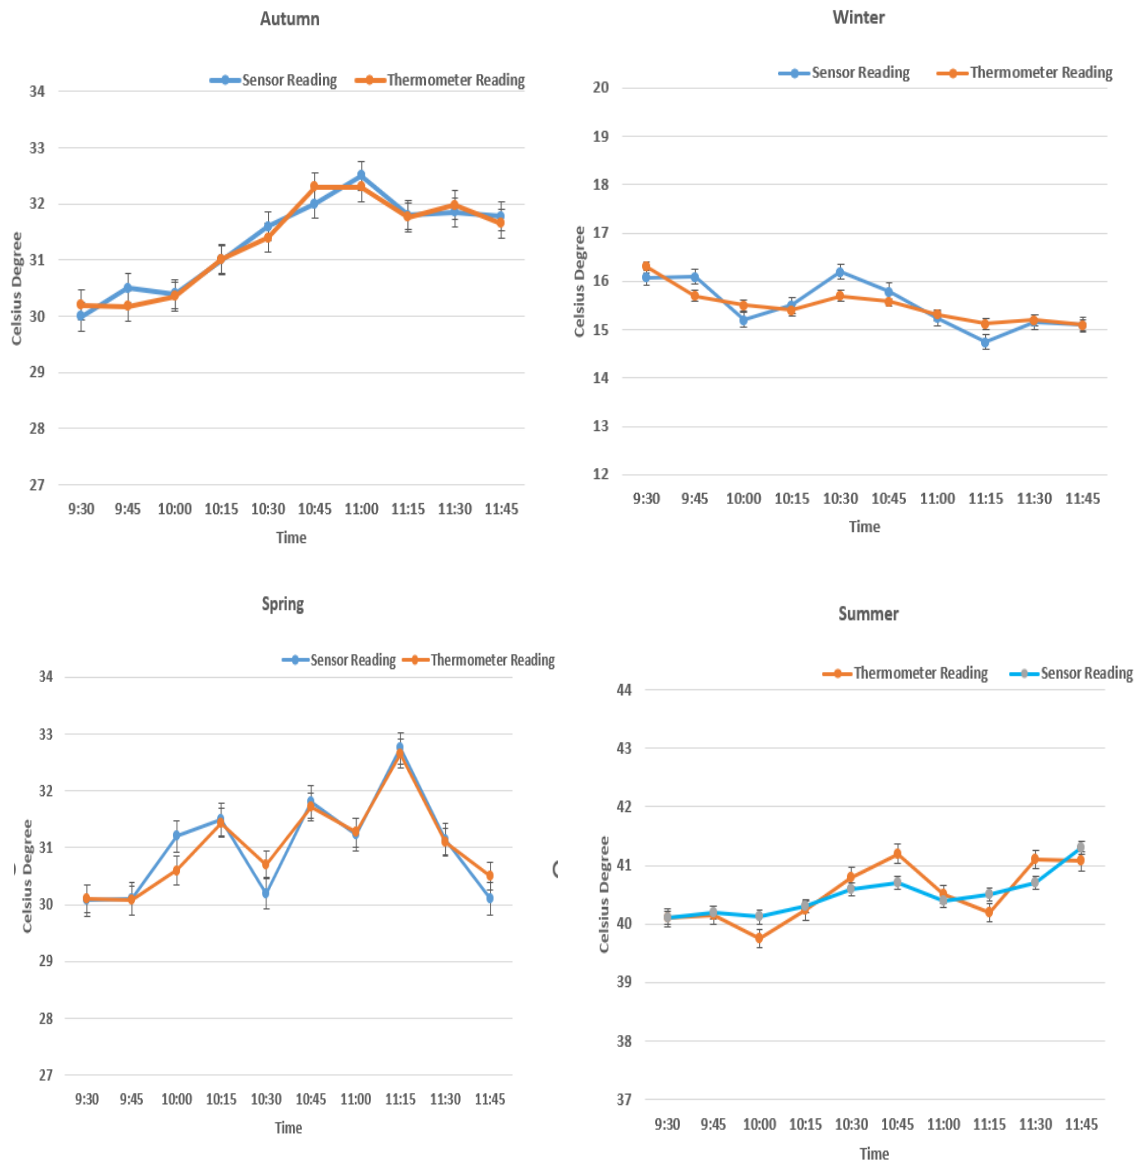 Autumn
Sensor Reading Thermometer Reading
34
33
32
31
30
29
28
27
Celsius Degree
9:30 9:45 10:00 10:15 10:30 10:45 11:00 11:15 11:30 11:45
Time
Winter
Sensor Reading Thermometer Reading
20
19
18
17
16
15
14
13
12
Celsius Degree
9:30 9:45 10:00 10:15 10:30 10:45 11:00 11:15 11:30 11:45
Time
Spring
Sensor Reading Thermometer Reading
34
33
32
31
30
29
28
27
Celsius Degree
9:30 9:45 10:00 10:15 10:30 10:45 11:00 11:15 11:30 11:45
Time
Summer
Thermometer Reading Sensor Reading
44
43
42
41
40
39
38
37
Celsius Degree
9:30 9:45 10:00 10:15 10:30 10:45 11:00 11:15 11:30 11:45
Time